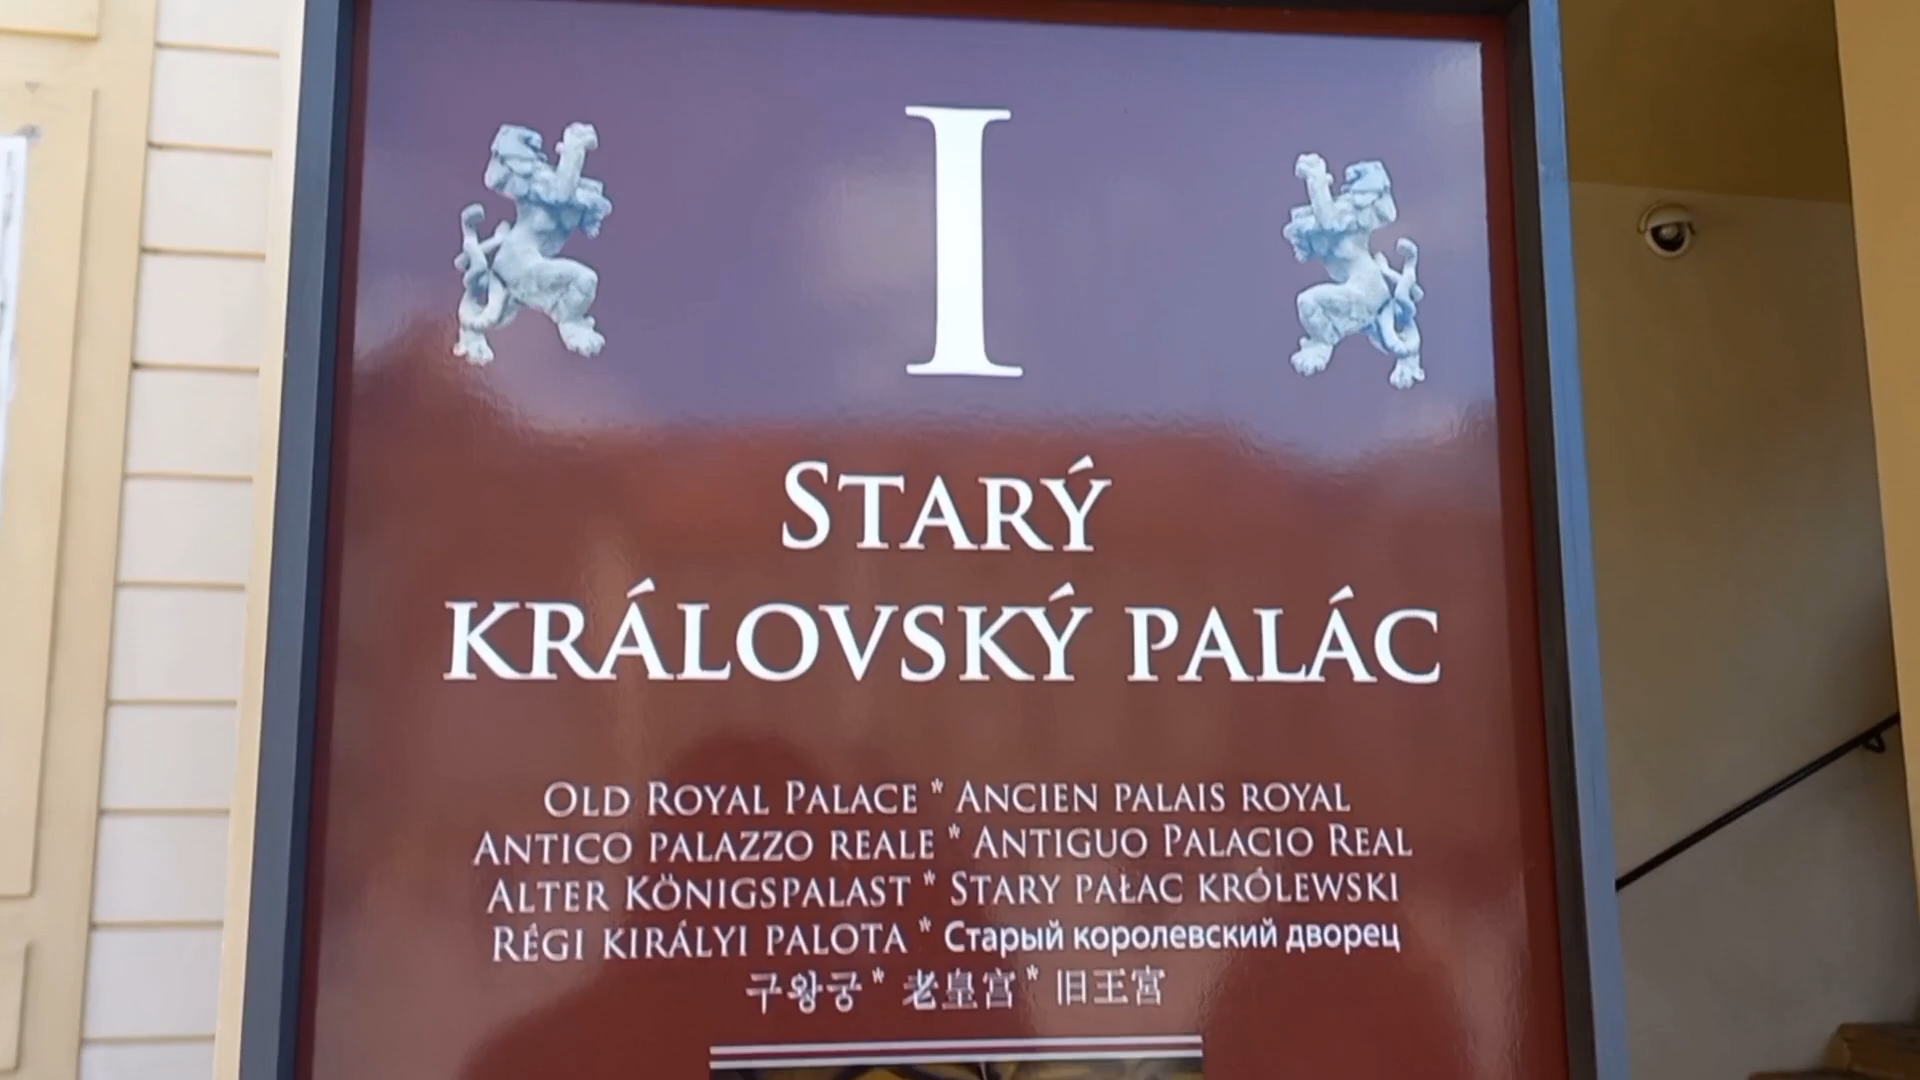 I
STARÝ
KRÁLOVSKÝ PALÁC
OLD ROYAL PALACE * ANCIEN PALAIS ROYAL
ANTICO PALAZZO REALE * ANTIGUO PALACIO REAL
ALTER KÖNIGSPALAST * STARY PAŁAC KRÓLEWSKI
RÉGI KIRÁLYI PALOTA * Старый королевский дворец
구왕궁 * 老皇宫 * 旧王宮